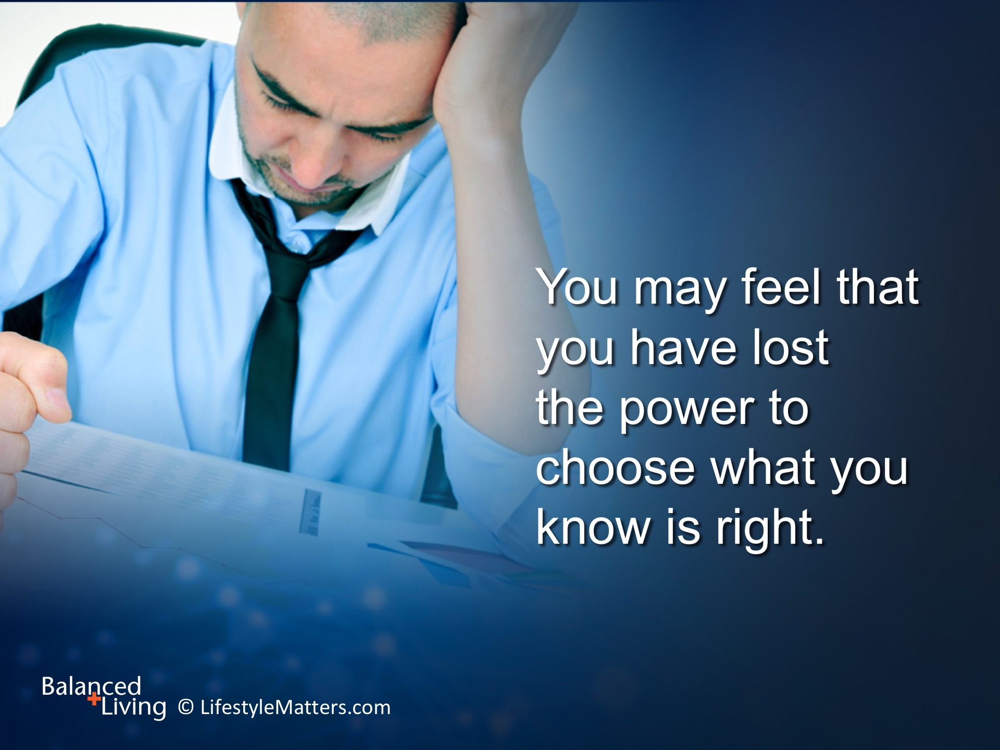 You may feel that
you have lost
the power to
choose what you
know is right.
Balanced
Living © LifestyleMatters.com